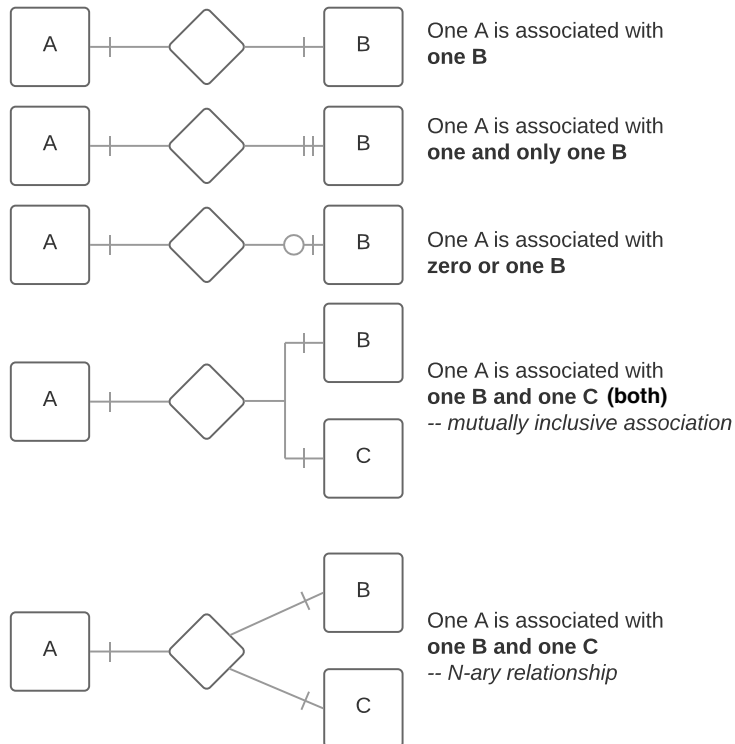 A
B
One A is associated with
one B
A
B
One A is associated with
one and only one B
A
B
One A is associated with
zero or one B
B
A
One A is associated with
one B and one C (both)
-- mutually inclusive association
C
B
A
One A is associated with
one B and one C
-- N-ary relationship
C